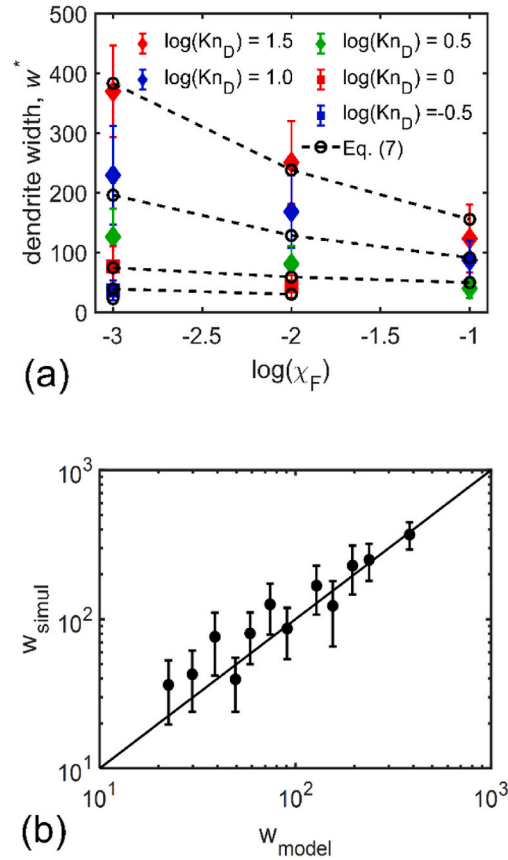 dendrite width, w*
500
400
300
200
100
0
log(Kn_D) = 1.5
log(Kn_D) = 1.0
log(Kn_D) = 0.5
log(Kn_D) = 0
log(Kn_D) =-0.5
Eq. (7)
-3
-2.5
-2
-1.5
-1
log(χ_F)
(a)
w_simul
10^3
10^2
10^1
10^1
10^2
10^3
w_model
(b)